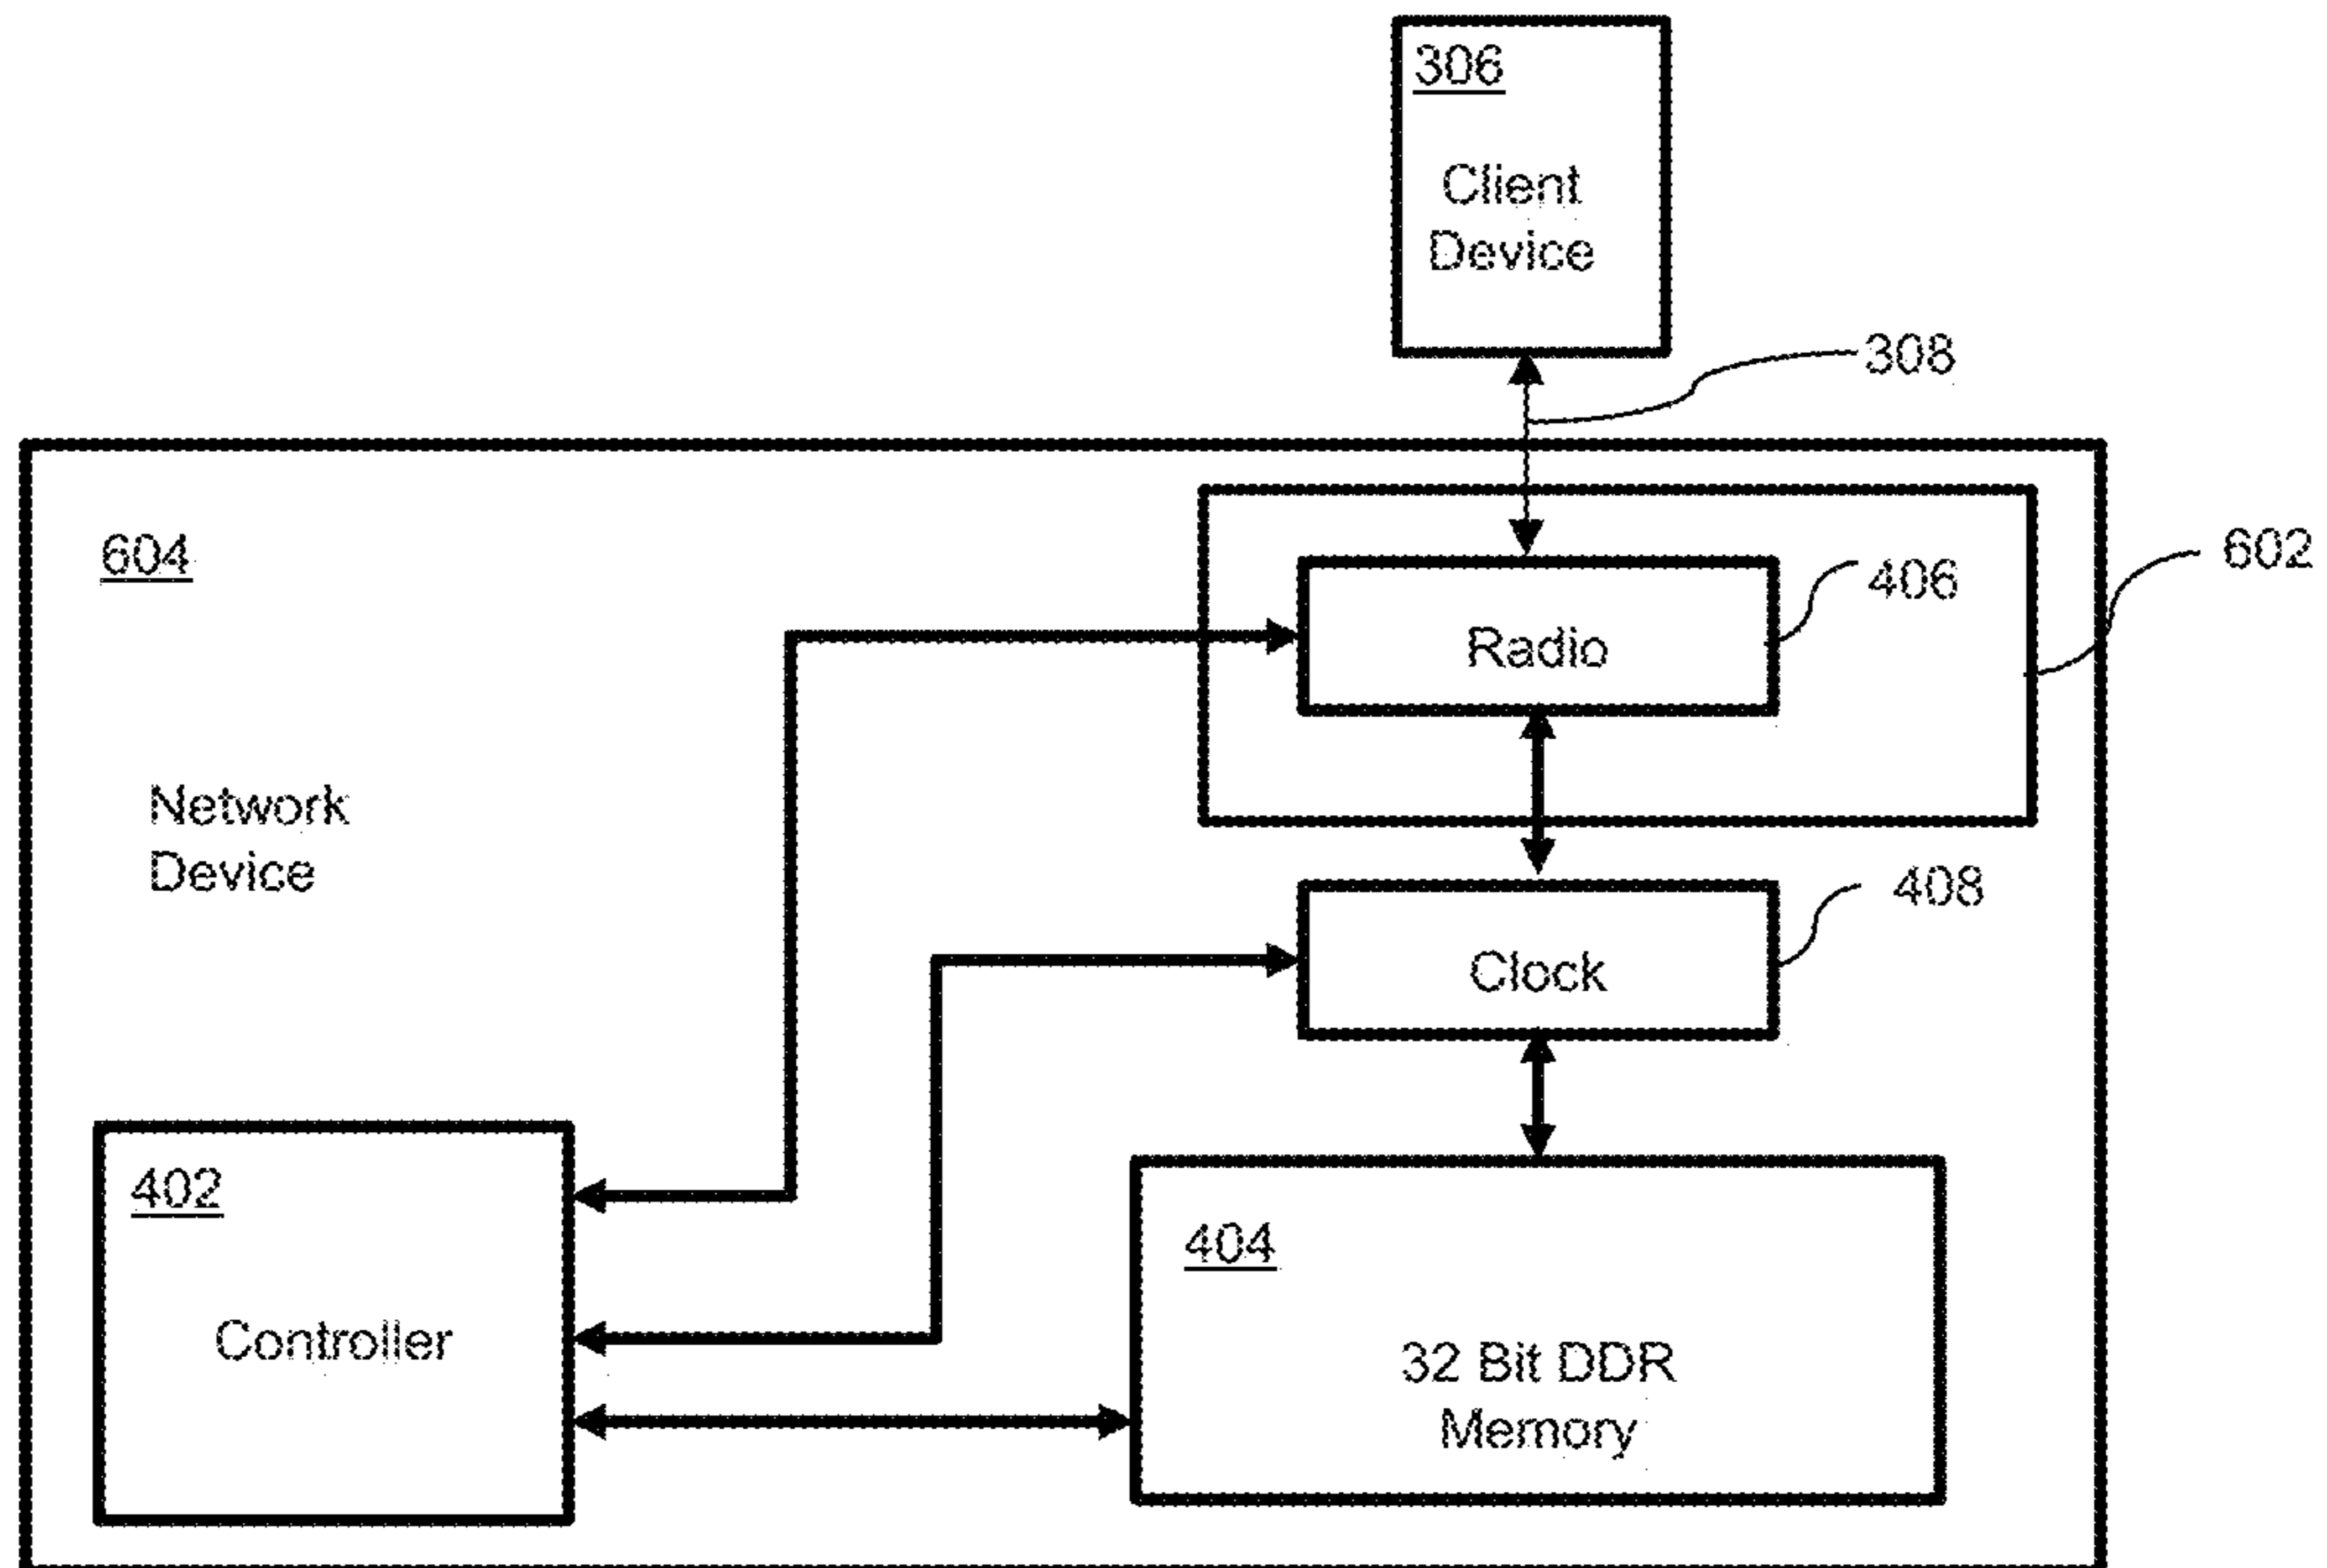 306
Client
Device
308
604
602
406
Radio
Network
Device
408
Clock
402
404
Controller
32 Bit DDR
Memory